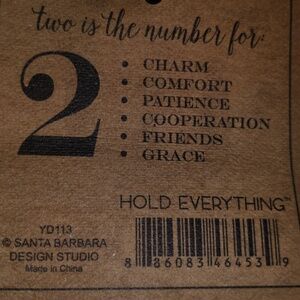 two is the number for:
2
• CHARM
• COMFORT
• PATIENCE
• COOPERATION
• FRIENDS
• GRACE
HOLD EVERYTHING™
YD113
© SANTA BARBARA
DESIGN STUDIO
Made in China
8 26083 46453 9